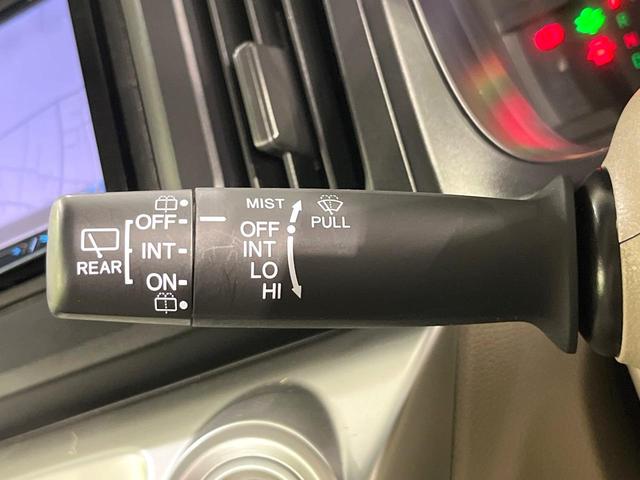 REAR
OFF
INT
ON
MIST
OFF
INT
LO
HI
PULL